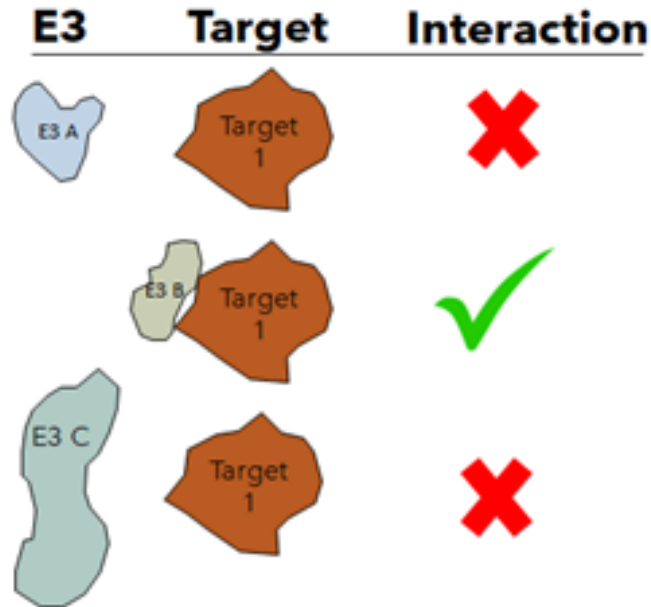 E3 Target Interaction
E3 A
Target
1
E3 B
Target
1
E3 C
Target
1